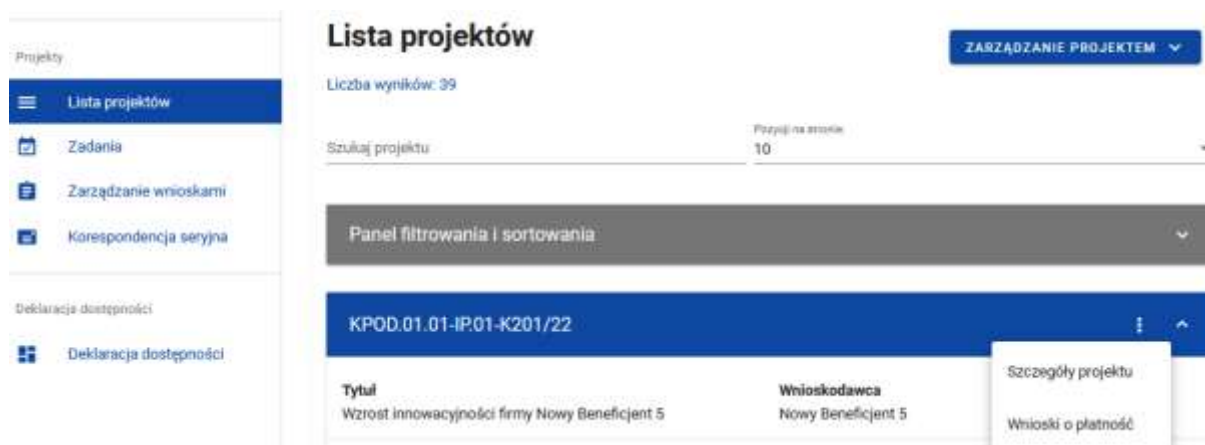 Projekty
Lista projektów
Zadania
Zarządzanie wnioskami
Korespondencja seryjna
Deklaracja dostępności
Deklaracja dostępności
Lista projektów
ZARZĄDZANIE PROJEKTEM
Liczba wyników: 39
Szukaj projektu
Pozycji na stronie
10
Panel filtrowania i sortowania
KPOD.01.01-IP.01-K201/22
Szczegóły projektu
Wnioski o płatność
Tytuł
Wzrost innowacyjności firmy Nowy Beneficjent 5
Wnioskodawca
Nowy Beneficjent 5